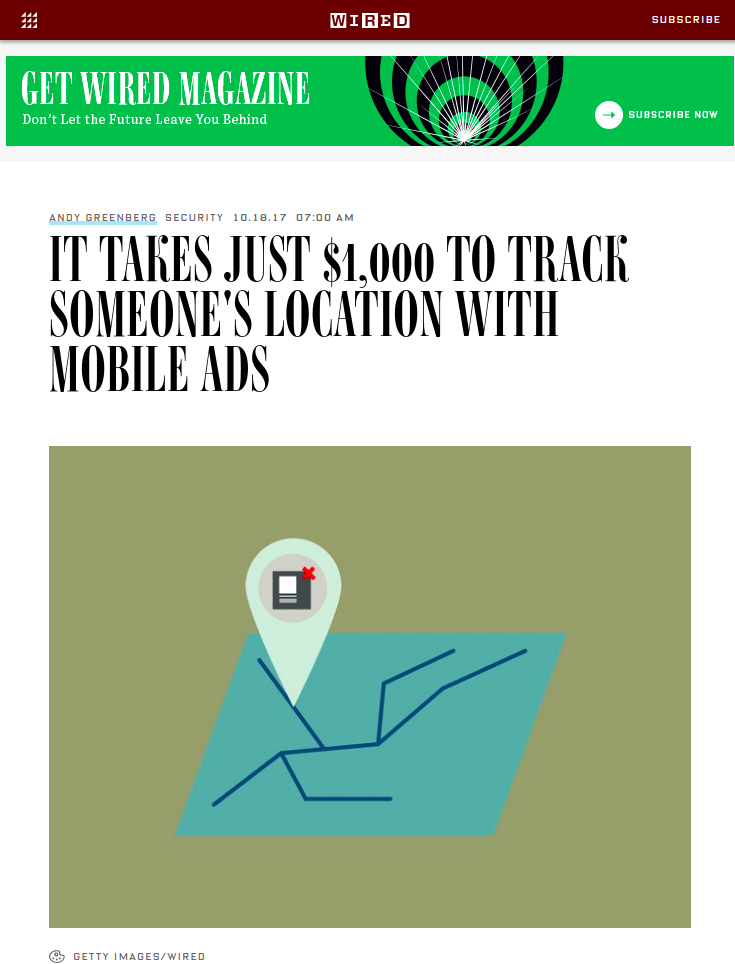 WIRED
SUBSCRIBE
GET WIRED MAGAZINE
Don't Let the Future Leave You Behind
SUBSCRIBE NOW
ANDY GREENBERG SECURITY 10.18.17 07:00 AM
IT TAKES JUST $1,000 TO TRACK
SOMEONE'S LOCATION WITH
MOBILE ADS
GETTY IMAGES/WIRED